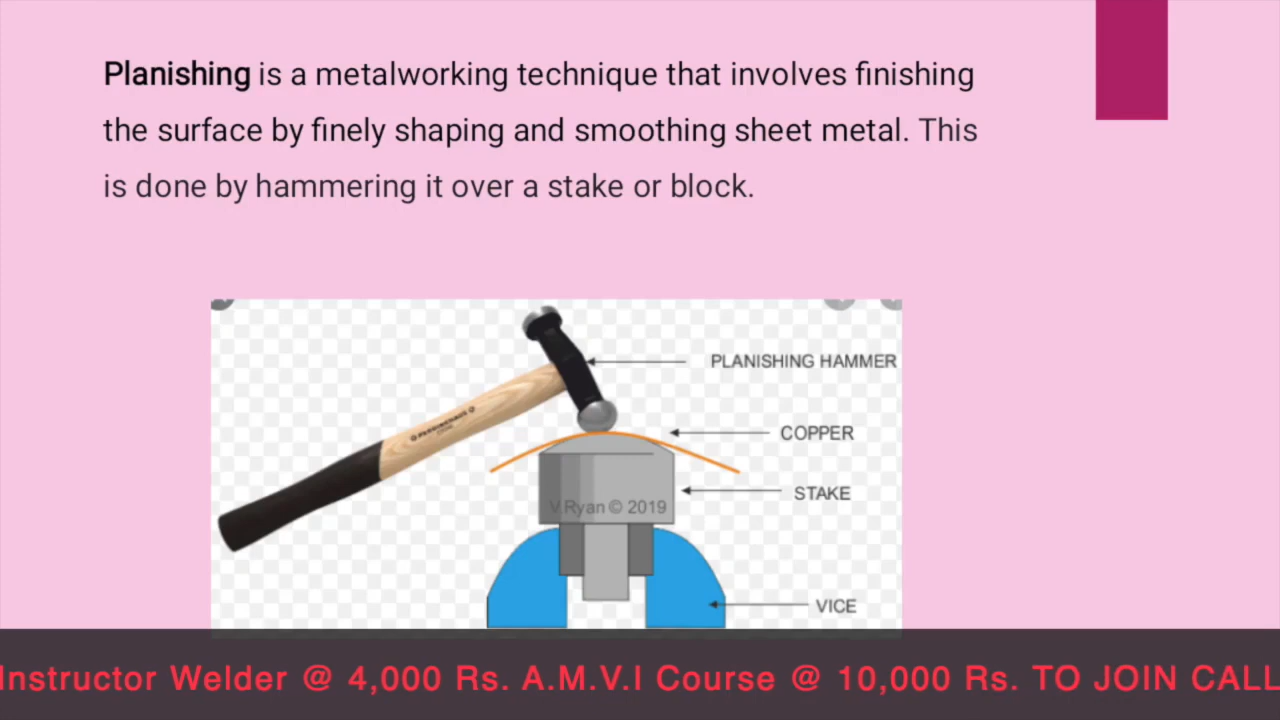 Planishing is a metalworking technique that involves finishing
the surface by finely shaping and smoothing sheet metal. This
is done by hammering it over a stake or block.
PLANISHING HAMMER
COPPER
STAKE
V.Ryan © 2019
VICE
Instructor Welder @ 4,000 Rs. A.M.V.I Course @ 10,000 Rs. TO JOIN CALL